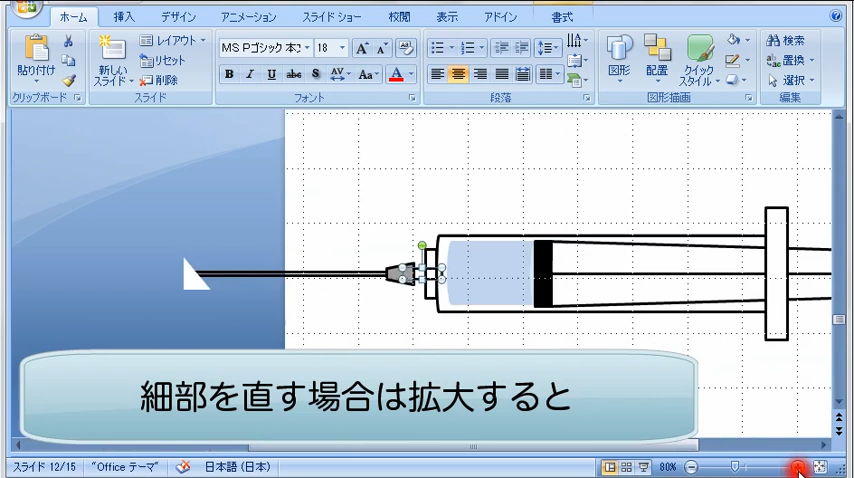 ホーム 挿入 デザイン アニメーション スライド ショー 校閲 表示 アドイン 書式
貼り付け
クリップボード
新しい
スライド
レイアウト
リセット
削除
スライド
MS Pゴシック 本文 18
B I U abc S AV Aa A
フォント
段落
図形
配置
クイック
スタイル
図形描画
検索
置換
選択
編集
細部を直す場合は拡大すると
スライド 12/15 "Office テーマ" 日本語 (日本) 80%